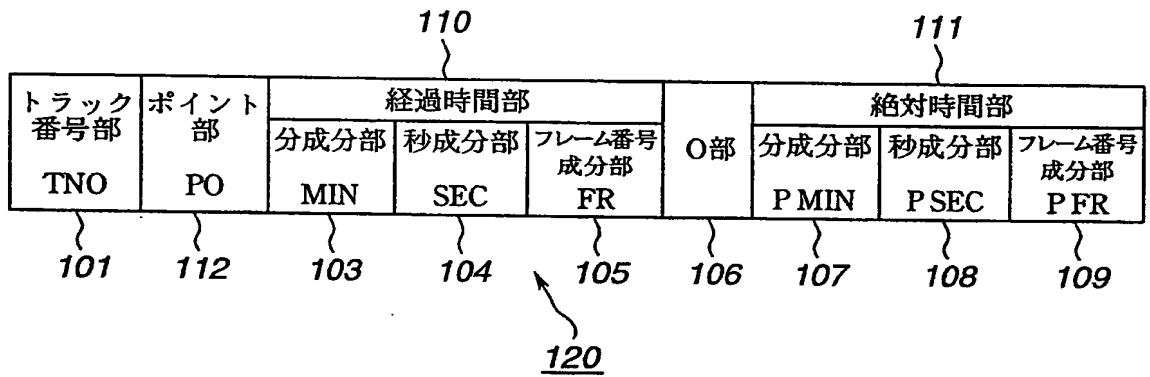 110
111
トラック
番号部
TNO
ポイント
部
PO
経過時間部
分成分部
MIN
秒成分部
SEC
フレーム番号
成分部
FR
O部
絶対時間部
分成分部
P MIN
秒成分部
P SEC
フレーム番号
成分部
P FR
101
112
103
104
105
106
107
108
109
120